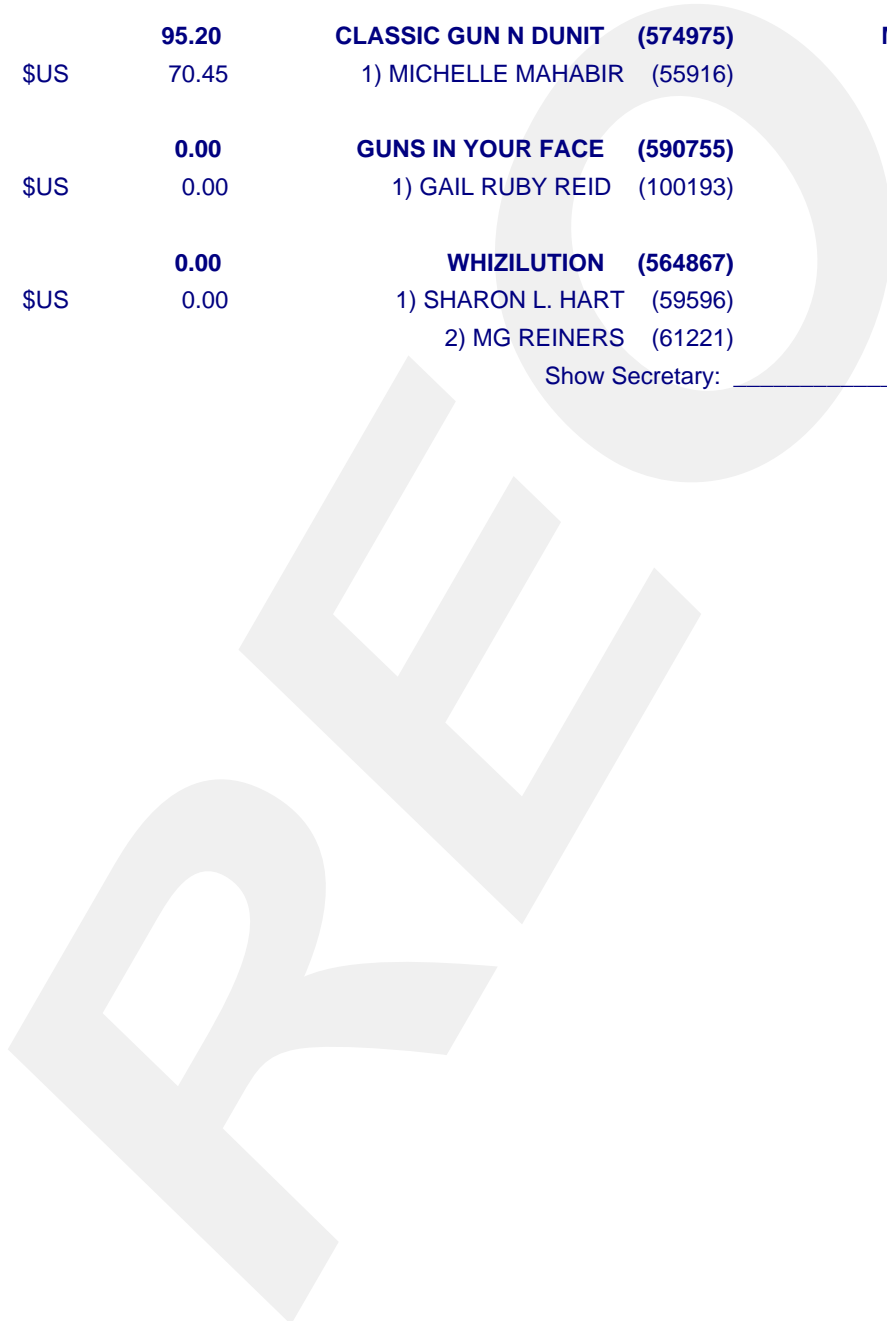 95.20 CLASSIC GUN N DUNIT (574975)
$US 70.45 1) MICHELLE MAHABIR (55916)
0.00 GUNS IN YOUR FACE (590755)
$US 0.00 1) GAIL RUBY REID (100193)
0.00 WHIZILUTION (564867)
$US 0.00 1) SHARON L. HART (59596)
2) MG REINERS (61221)
Show Secretary: ____________
REO